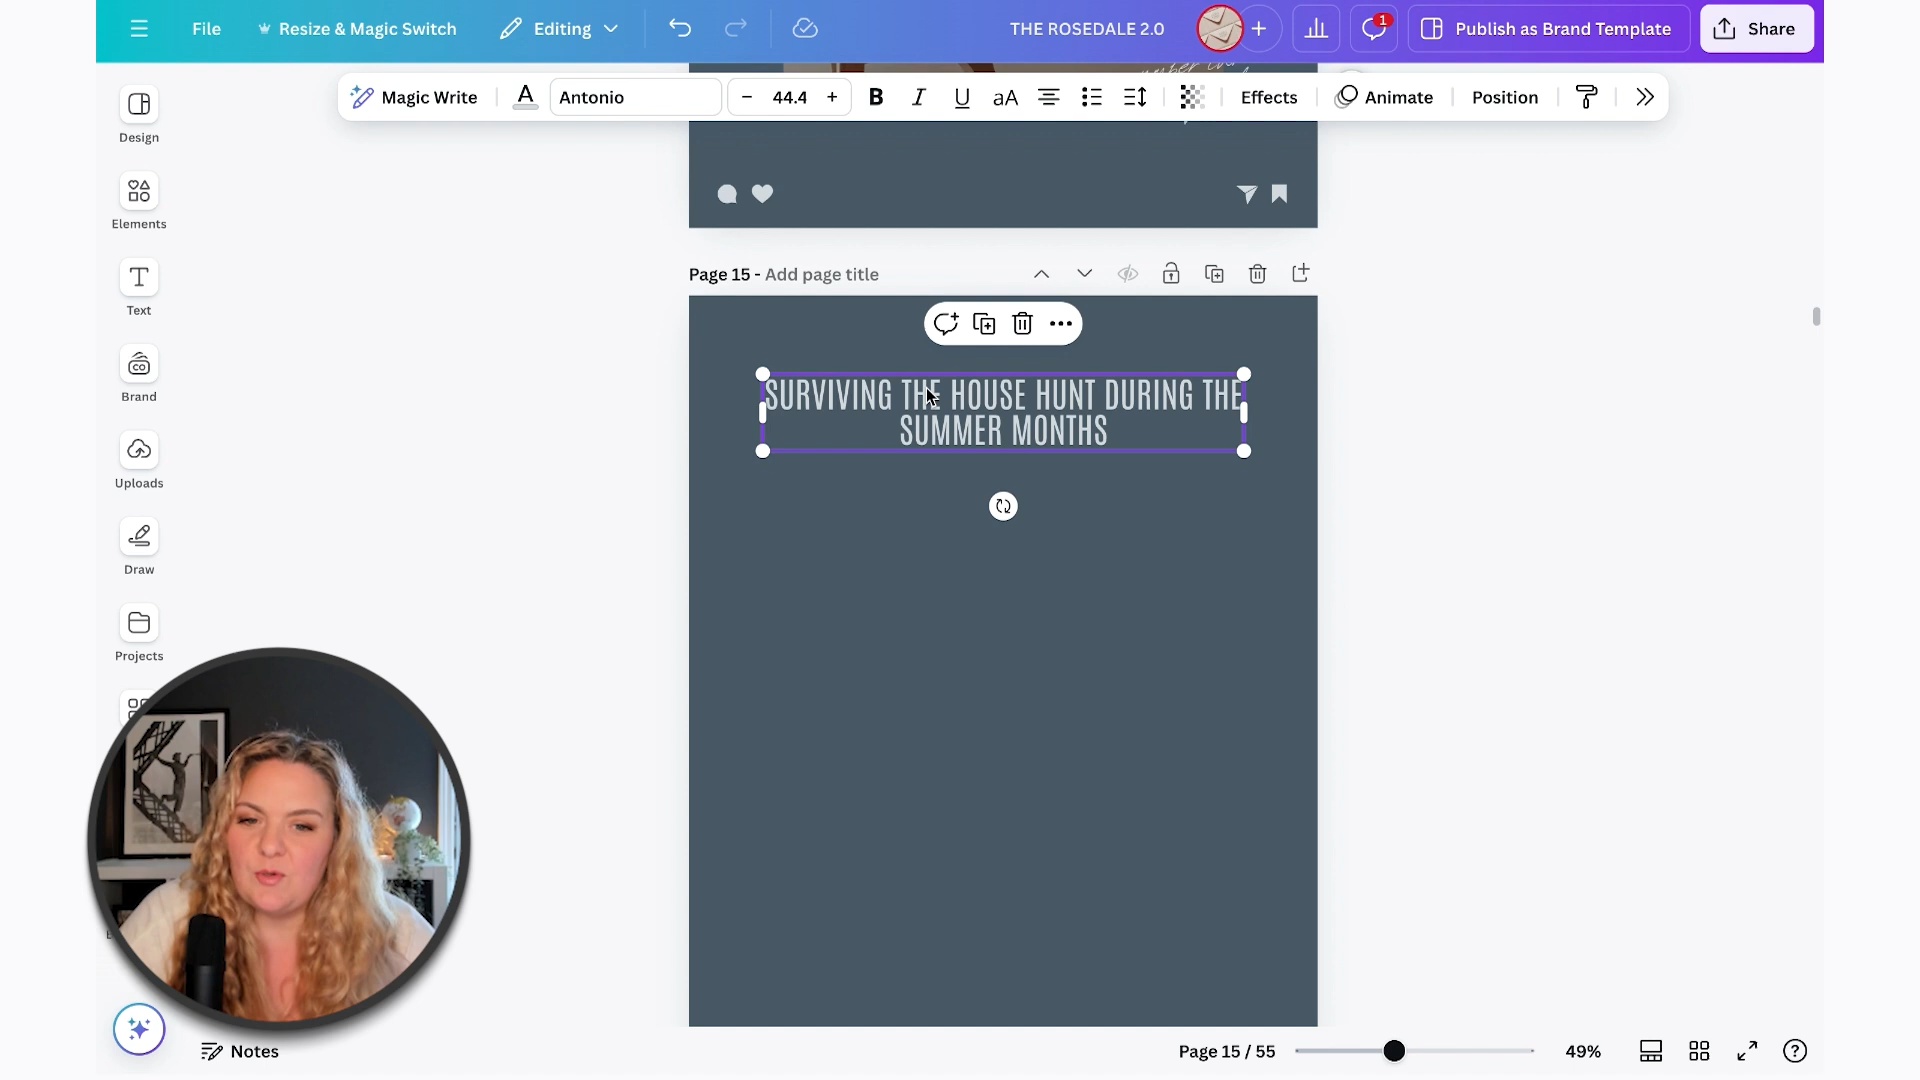 File
Resize & Magic Switch
Editing
THE ROSEDALE 2.0
1
Publish as Brand Template
Share
Magic Write
A
Antonio
– 44.4 +
B I U aA
Effects
Animate
Position
Design
Elements
Text
Brand
Uploads
Draw
Projects
Page 15 - Add page title
SURVIVING THE HOUSE HUNT DURING THE
SUMMER MONTHS
Notes
Page 15 / 55
49%